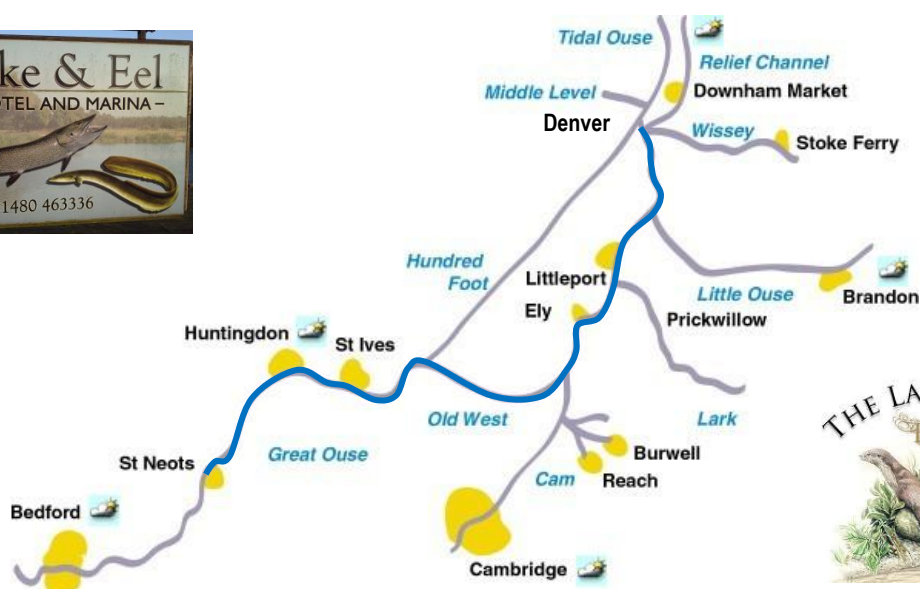 ke & Eel
OTEL AND MARINA –
1480 463336
Tidal Ouse
Relief Channel
Middle Level
Downham Market
Denver
Wissey
Stoke Ferry
Hundred
Foot
Littleport
Little Ouse
Brandon
Ely
Prickwillow
Huntingdon
St Ives
Old West
Lark
THE LA
Great Ouse
St Neots
Burwell
Cam
Reach
Bedford
Cambridge